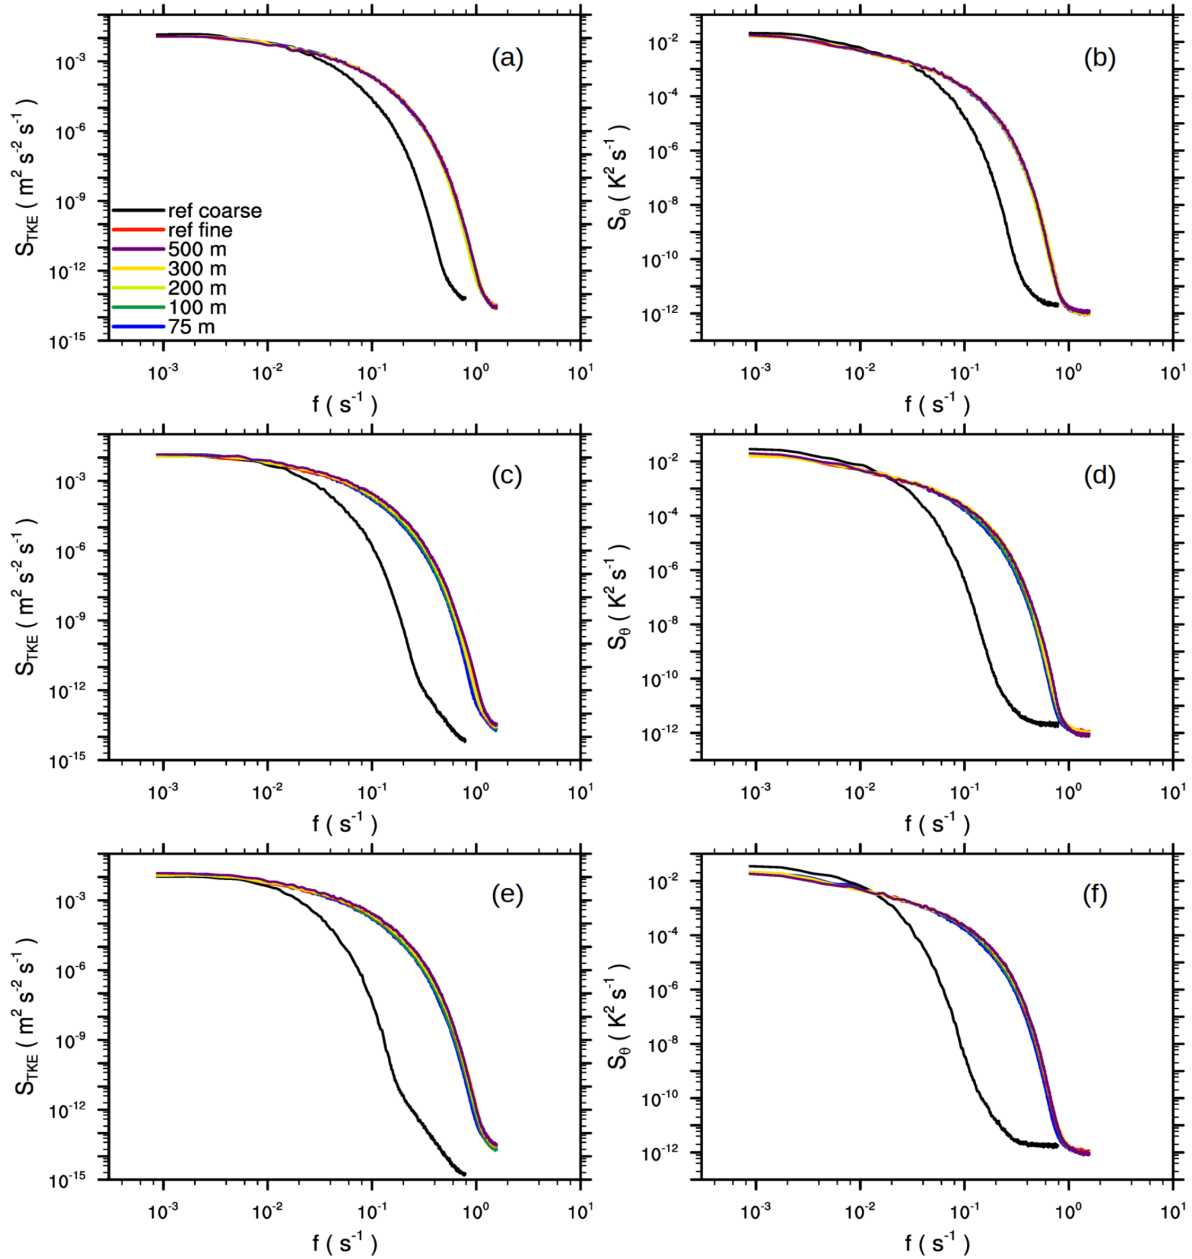 (a)
S_TKE ( m² s⁻² s⁻¹ )
10⁻³
10⁻⁶
10⁻⁹
10⁻¹²
10⁻¹⁵
ref coarse
ref fine
500 m
300 m
200 m
100 m
75 m
10⁻³ 10⁻² 10⁻¹ 10⁰ 10¹
f ( s⁻¹ )
(b)
S_θ ( K² s⁻¹ )
10⁻²
10⁻⁴
10⁻⁶
10⁻⁸
10⁻¹⁰
10⁻¹²
10⁻³ 10⁻² 10⁻¹ 10⁰ 10¹
f ( s⁻¹ )
(c)
S_TKE ( m² s⁻² s⁻¹ )
10⁻³
10⁻⁶
10⁻⁹
10⁻¹²
10⁻¹⁵
10⁻³ 10⁻² 10⁻¹ 10⁰ 10¹
f ( s⁻¹ )
(d)
S_θ ( K² s⁻¹ )
10⁻²
10⁻⁴
10⁻⁶
10⁻⁸
10⁻¹⁰
10⁻¹²
10⁻³ 10⁻² 10⁻¹ 10⁰ 10¹
f ( s⁻¹ )
(e)
S_TKE ( m² s⁻² s⁻¹ )
10⁻³
10⁻⁶
10⁻⁹
10⁻¹²
10⁻¹⁵
10⁻³ 10⁻² 10⁻¹ 10⁰ 10¹
f ( s⁻¹ )
(f)
S_θ ( K² s⁻¹ )
10⁻²
10⁻⁴
10⁻⁶
10⁻⁸
10⁻¹⁰
10⁻¹²
10⁻³ 10⁻² 10⁻¹ 10⁰ 10¹
f ( s⁻¹ )